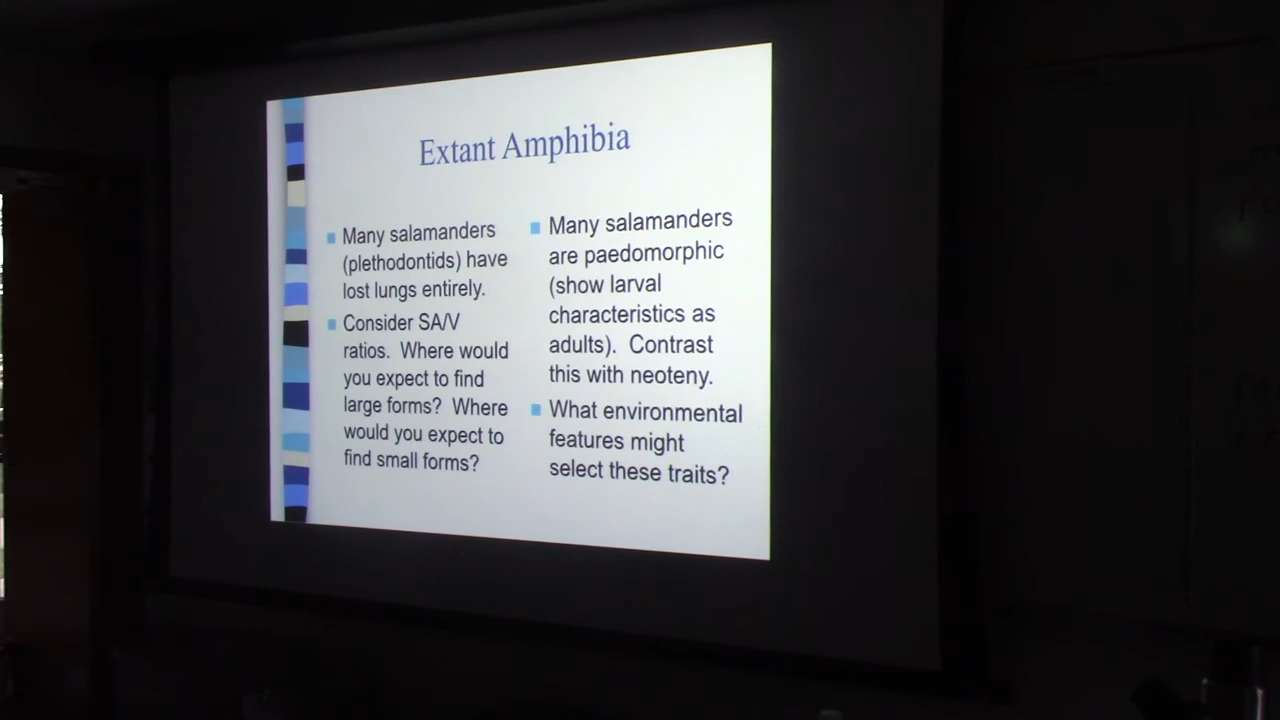 Extant Amphibia
Many salamanders
(plethodontids) have
lost lungs entirely.
Consider SA/V
ratios. Where would
you expect to find
large forms? Where
would you expect to
find small forms?
Many salamanders
are paedomorphic
(show larval
characteristics as
adults). Contrast
this with neoteny.
What environmental
features might
select these traits?